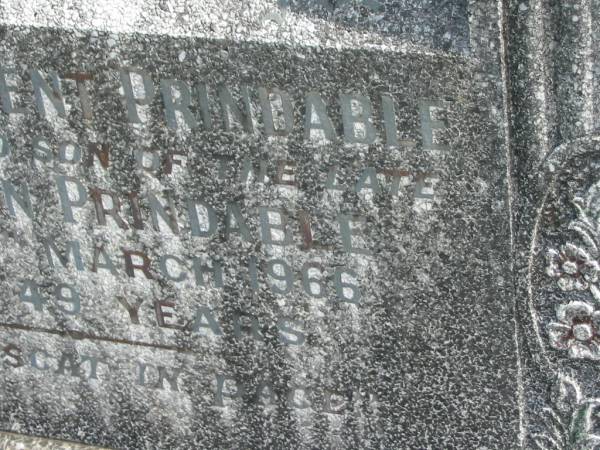 ENT PRINDABLE
SON OF THE LATE
N PRINDABLE
MARCH 1966
49 YEARS
SCAT IN PACE